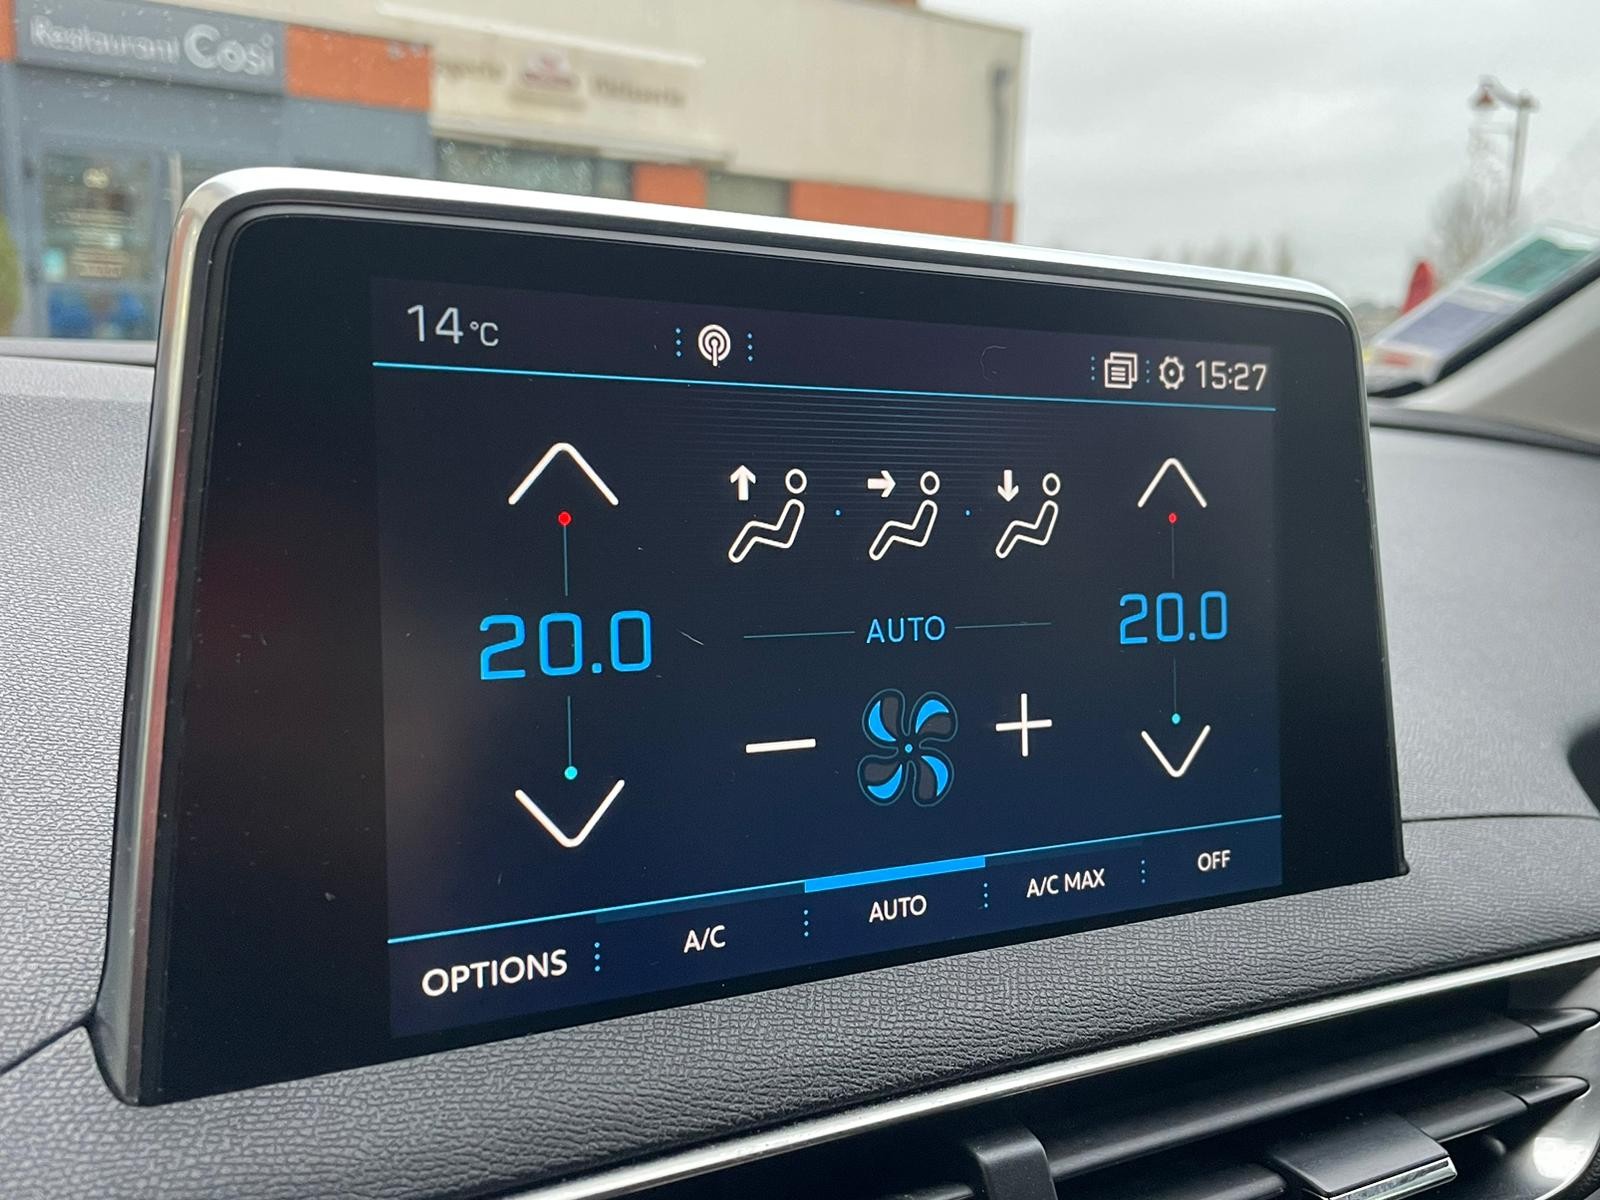 Restaurant Cosi
14°C
15:27
20.0
AUTO
20.0
OPTIONS
A/C
AUTO
A/C MAX
OFF